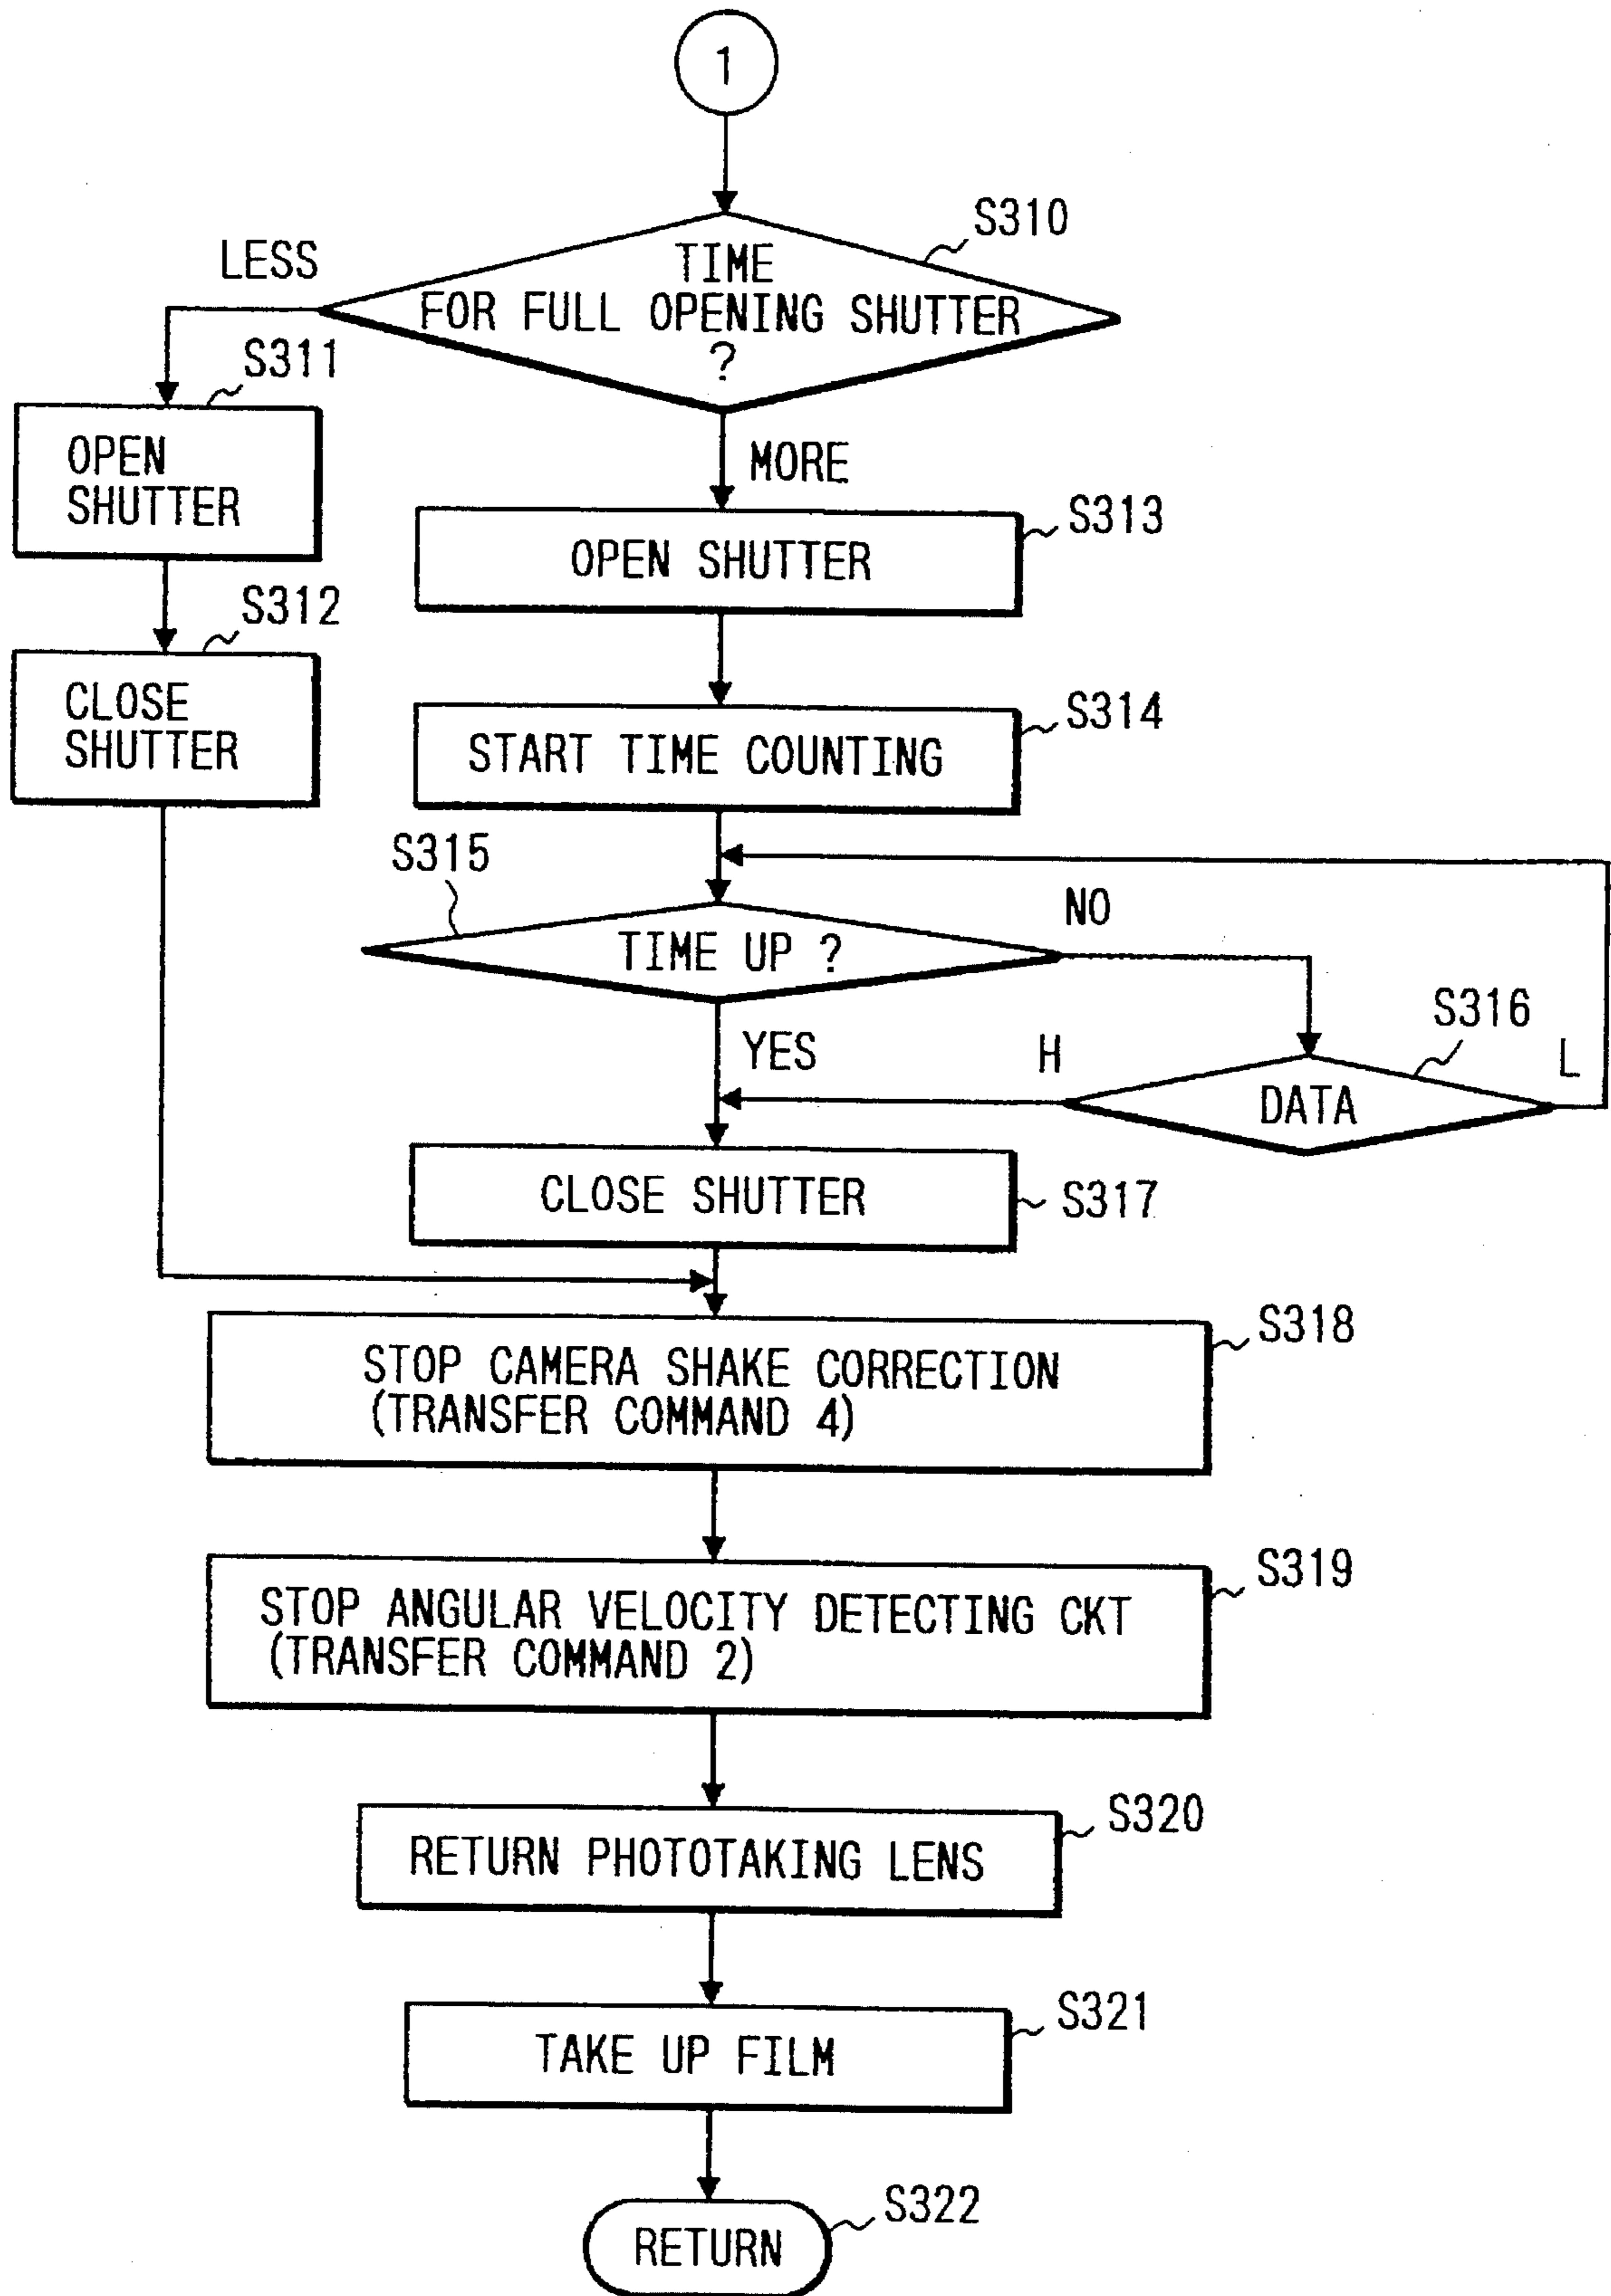 1
S310
LESS
TIME
FOR FULL OPENING SHUTTER
?
S311
OPEN
SHUTTER
MORE
S313
OPEN SHUTTER
S312
CLOSE
SHUTTER
S314
START TIME COUNTING
S315
NO
TIME UP ?
S316
YES
H
L
DATA
CLOSE SHUTTER
S317
S318
STOP CAMERA SHAKE CORRECTION
(TRANSFER COMMAND 4)
S319
STOP ANGULAR VELOCITY DETECTING CKT
(TRANSFER COMMAND 2)
S320
RETURN PHOTOTAKING LENS
S321
TAKE UP FILM
S322
RETURN